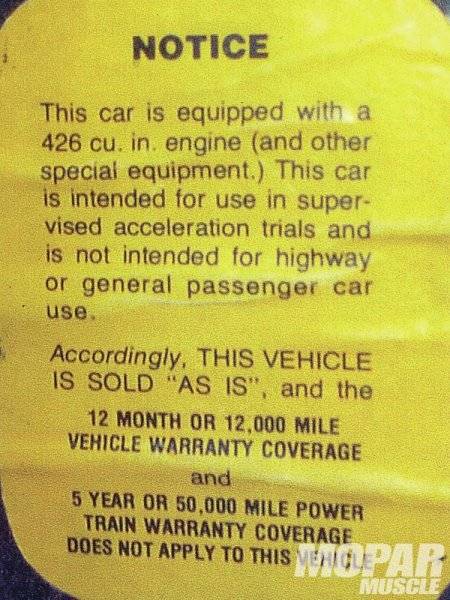 NOTICE
This car is equipped with a
426 cu. in. engine (and other
special equipment.) This car
is intended for use in super-
vised acceleration trials and
is not intended for highway
or general passenger car
use.
Accordingly, THIS VEHICLE
IS SOLD "AS IS", and the
12 MONTH OR 12,000 MILE
VEHICLE WARRANTY COVERAGE
and
5 YEAR OR 50,000 MILE POWER
TRAIN WARRANTY COVERAGE
DOES NOT APPLY TO THIS VEHICLE
MOPAR
MUSCLE